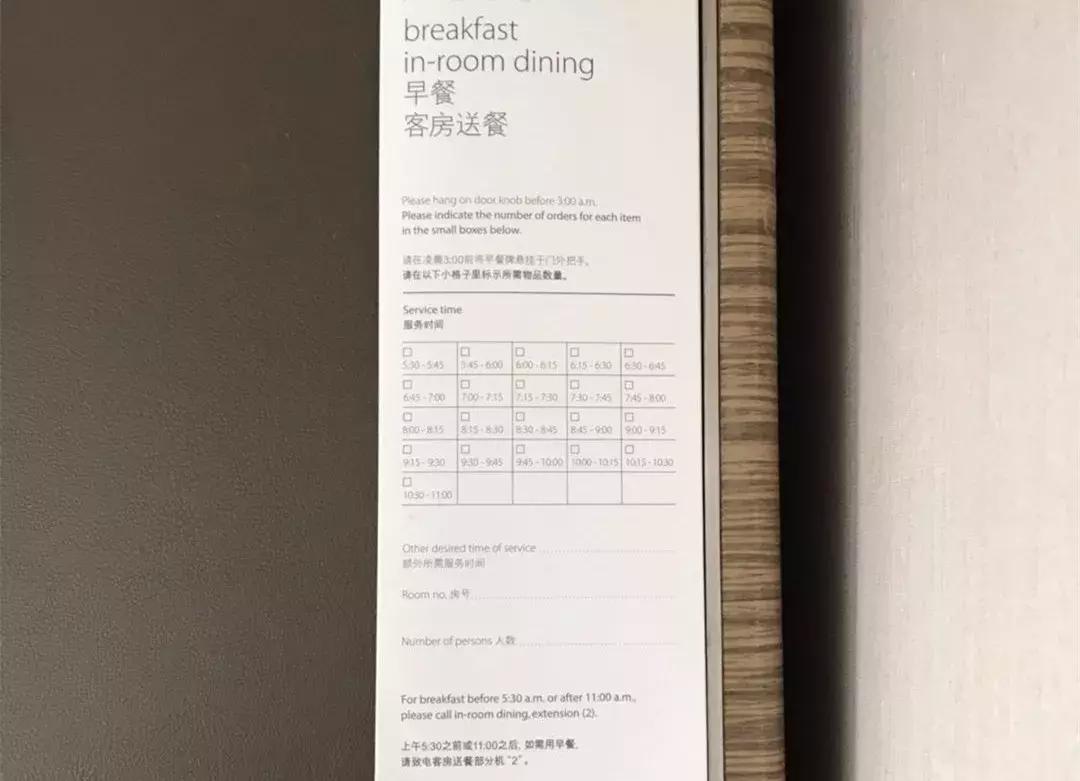 breakfast
in-room dining
早餐
客房送餐
Please hang on door knob before 3:00 a.m.
Please indicate the number of orders for each item
in the small boxes below.
请在凌晨3:00前将早餐牌悬挂于门外把手。
请在以下小格子里标示所需物品数量。
Service time
服务时间
5:30 - 5:45 5:45 - 6:00 6:00 - 6:15 6:15 - 6:30 6:30 - 6:45
6:45 - 7:00 7:00 - 7:15 7:15 - 7:30 7:30 - 7:45 7:45 - 8:00
8:00 - 8:15 8:15 - 8:30 8:30 - 8:45 8:45 - 9:00 9:00 - 9:15
9:15 - 9:30 9:30 - 9:45 9:45 - 10:00 10:00 - 10:15 10:15 - 10:30
10:30 - 11:00
Other desired time of service
额外所需服务时间
Room no. 房号
Number of persons 人数
For breakfast before 5:30 a.m. or after 11:00 a.m.,
please call in-room dining, extension (2).
上午5:30之前或11:00之后, 如需用早餐,
请致电客房送餐部分机“2”。